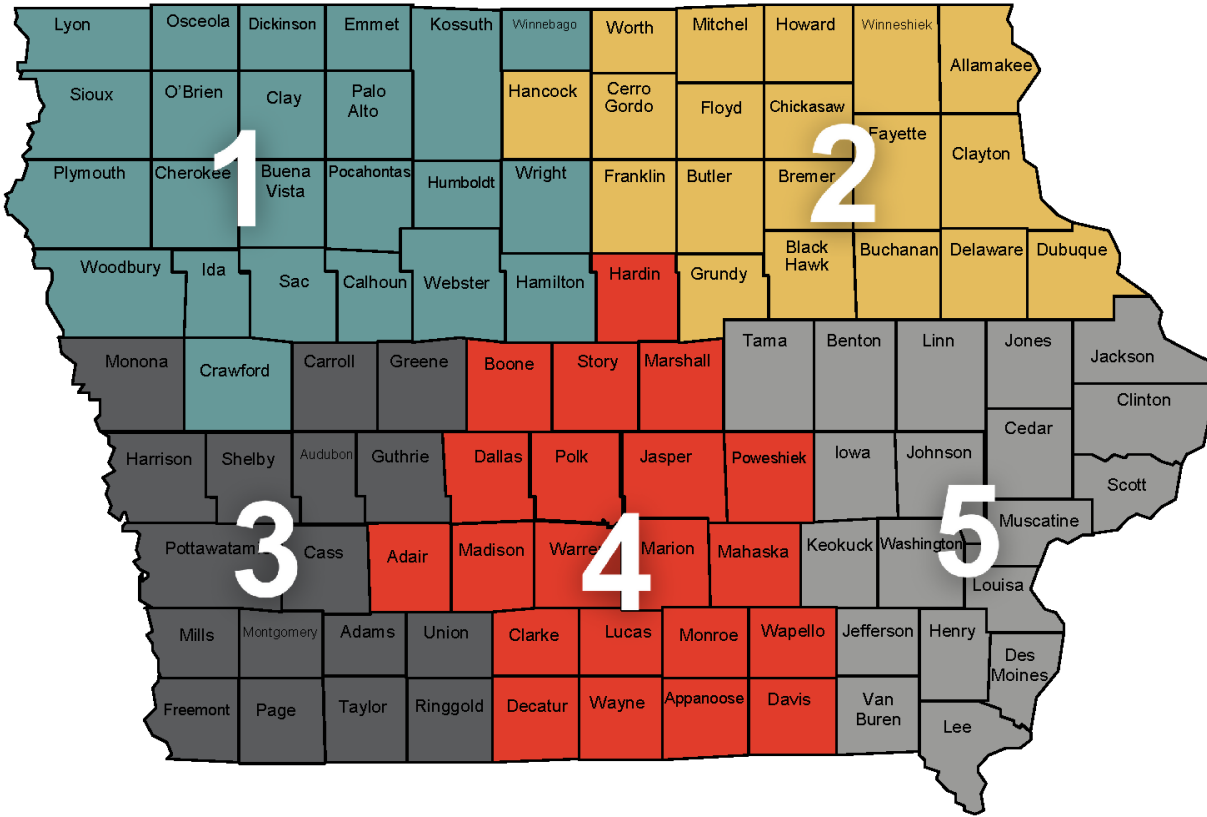 Lyon
Osceola
Dickinson
Emmet
Kossuth
Winnebago
Worth
Mitchel
Howard
Winneshiek
Allamakee
Sioux
O'Brien
Clay
Palo
Alto
Hancock
Cerro
Gordo
Floyd
Chickasaw
Fayette
Clayton
1
2
Plymouth
Cherokee
Buena
Vista
Pocahontas
Humboldt
Wright
Franklin
Butler
Bremer
Woodbury
Ida
Sac
Calhoun
Webster
Hamilton
Hardin
Grundy
Black
Hawk
Buchanan
Delaware
Dubuque
Monona
Crawford
Carroll
Greene
Boone
Story
Marshall
Tama
Benton
Linn
Jones
Jackson
Clinton
Cedar
Harrison
Shelby
Audubon
Guthrie
Dallas
Polk
Jasper
Poweshiek
Iowa
Johnson
Scott
3
4
5
Muscatine
Pottawatam
Cass
Adair
Madison
Warre
Marion
Mahaska
Keokuck
Washington
Louisa
Mills
Montgomery
Adams
Union
Clarke
Lucas
Monroe
Wapello
Jefferson
Henry
Des
Moines
Freemont
Page
Taylor
Ringgold
Decatur
Wayne
Appanoose
Davis
Van
Buren
Lee